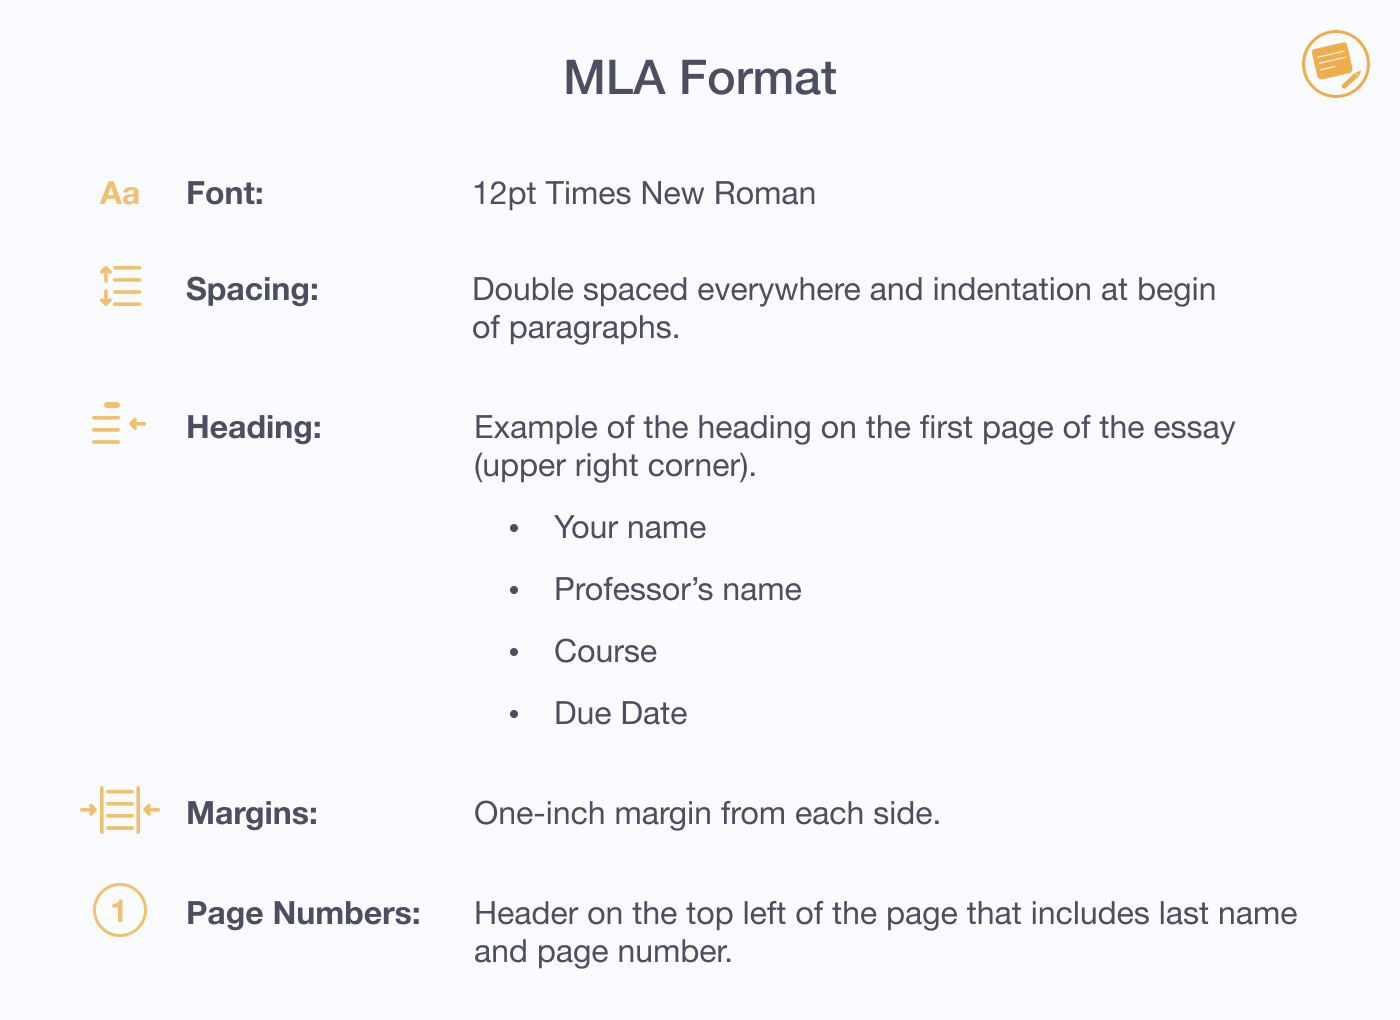 MLA Format
Aa Font: 12pt Times New Roman
Spacing: Double spaced everywhere and indentation at begin
of paragraphs.
Heading: Example of the heading on the first page of the essay
(upper right corner).
• Your name
• Professor’s name
• Course
• Due Date
Margins: One-inch margin from each side.
1 Page Numbers: Header on the top left of the page that includes last name
and page number.